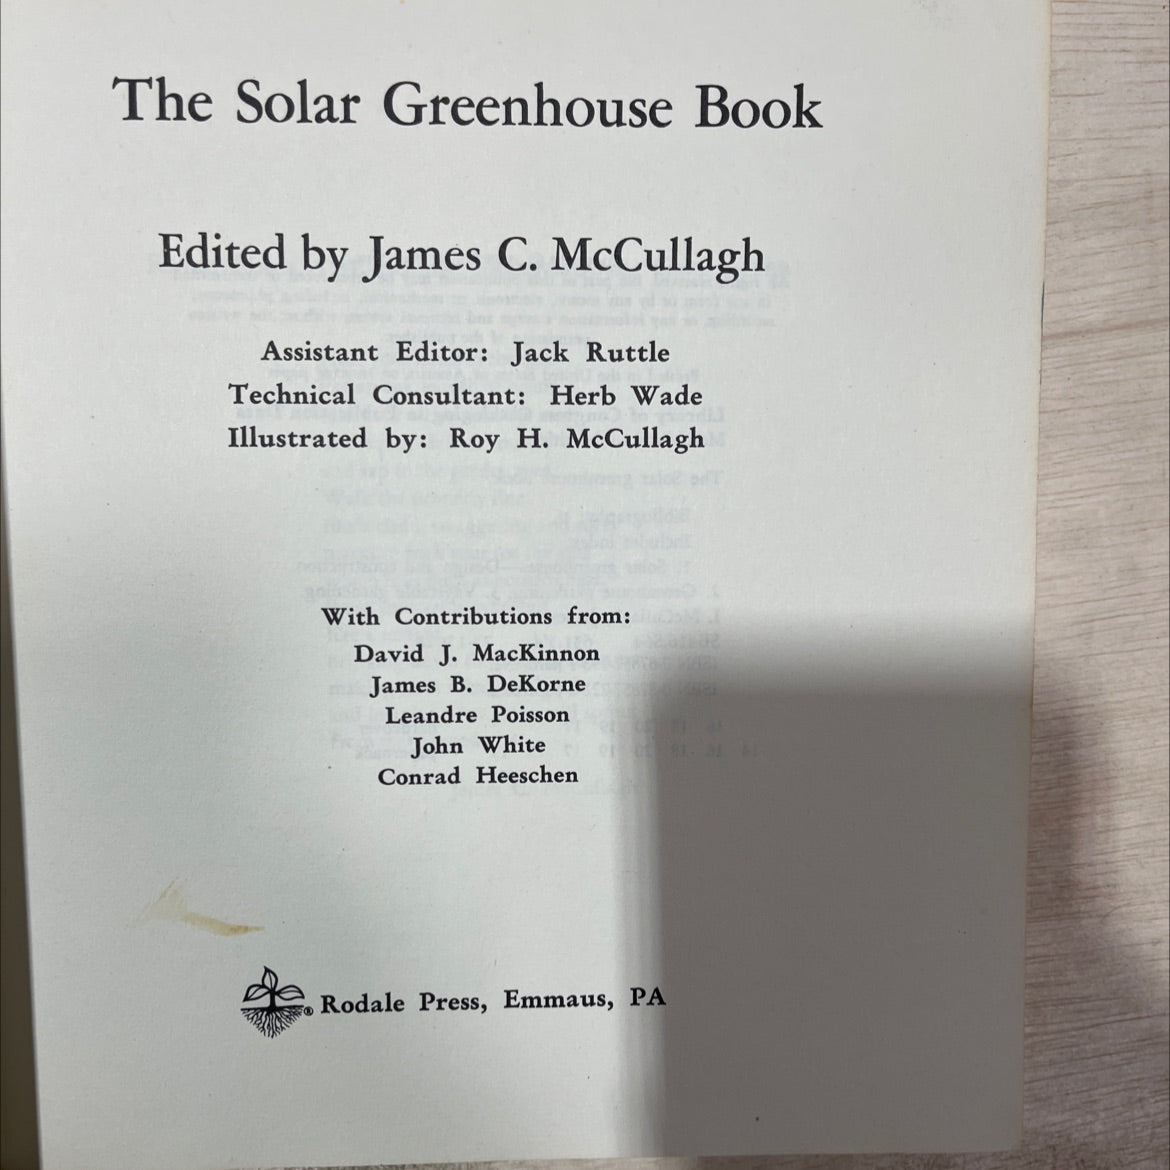 The Solar Greenhouse Book
Edited by James C. McCullagh
Assistant Editor: Jack Ruttle
Technical Consultant: Herb Wade
Illustrated by: Roy H. McCullagh
With Contributions from:
David J. MacKinnon
James B. DeKorne
Leandre Poisson
John White
Conrad Heeschen
® Rodale Press, Emmaus, PA